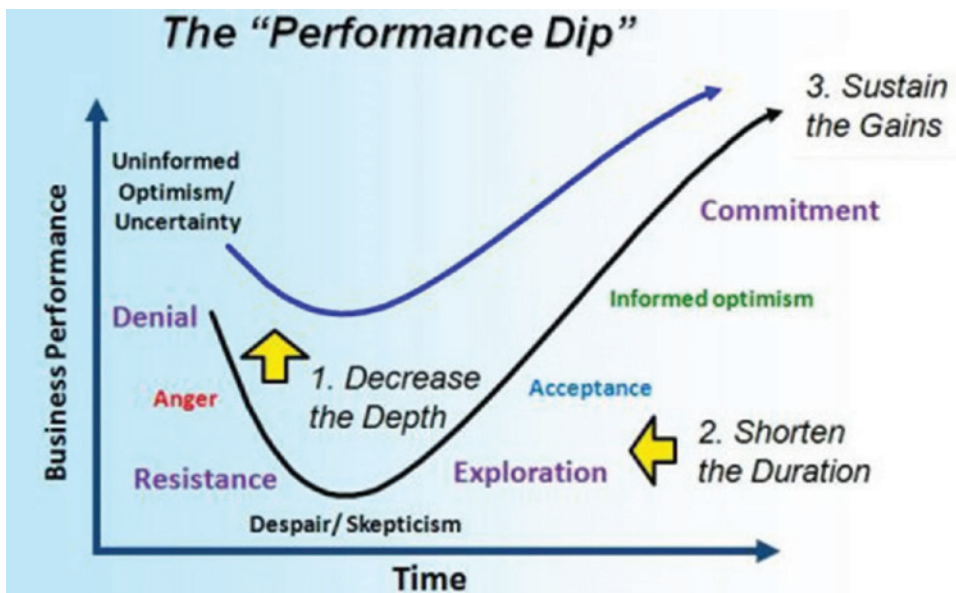 The “Performance Dip”
3. Sustain
the Gains
Uninformed
Optimism/
Uncertainty
Commitment
Informed optimism
Denial
1. Decrease
the Depth
Anger
Acceptance
2. Shorten
the Duration
Resistance
Exploration
Despair/ Skepticism
Business Performance
Time